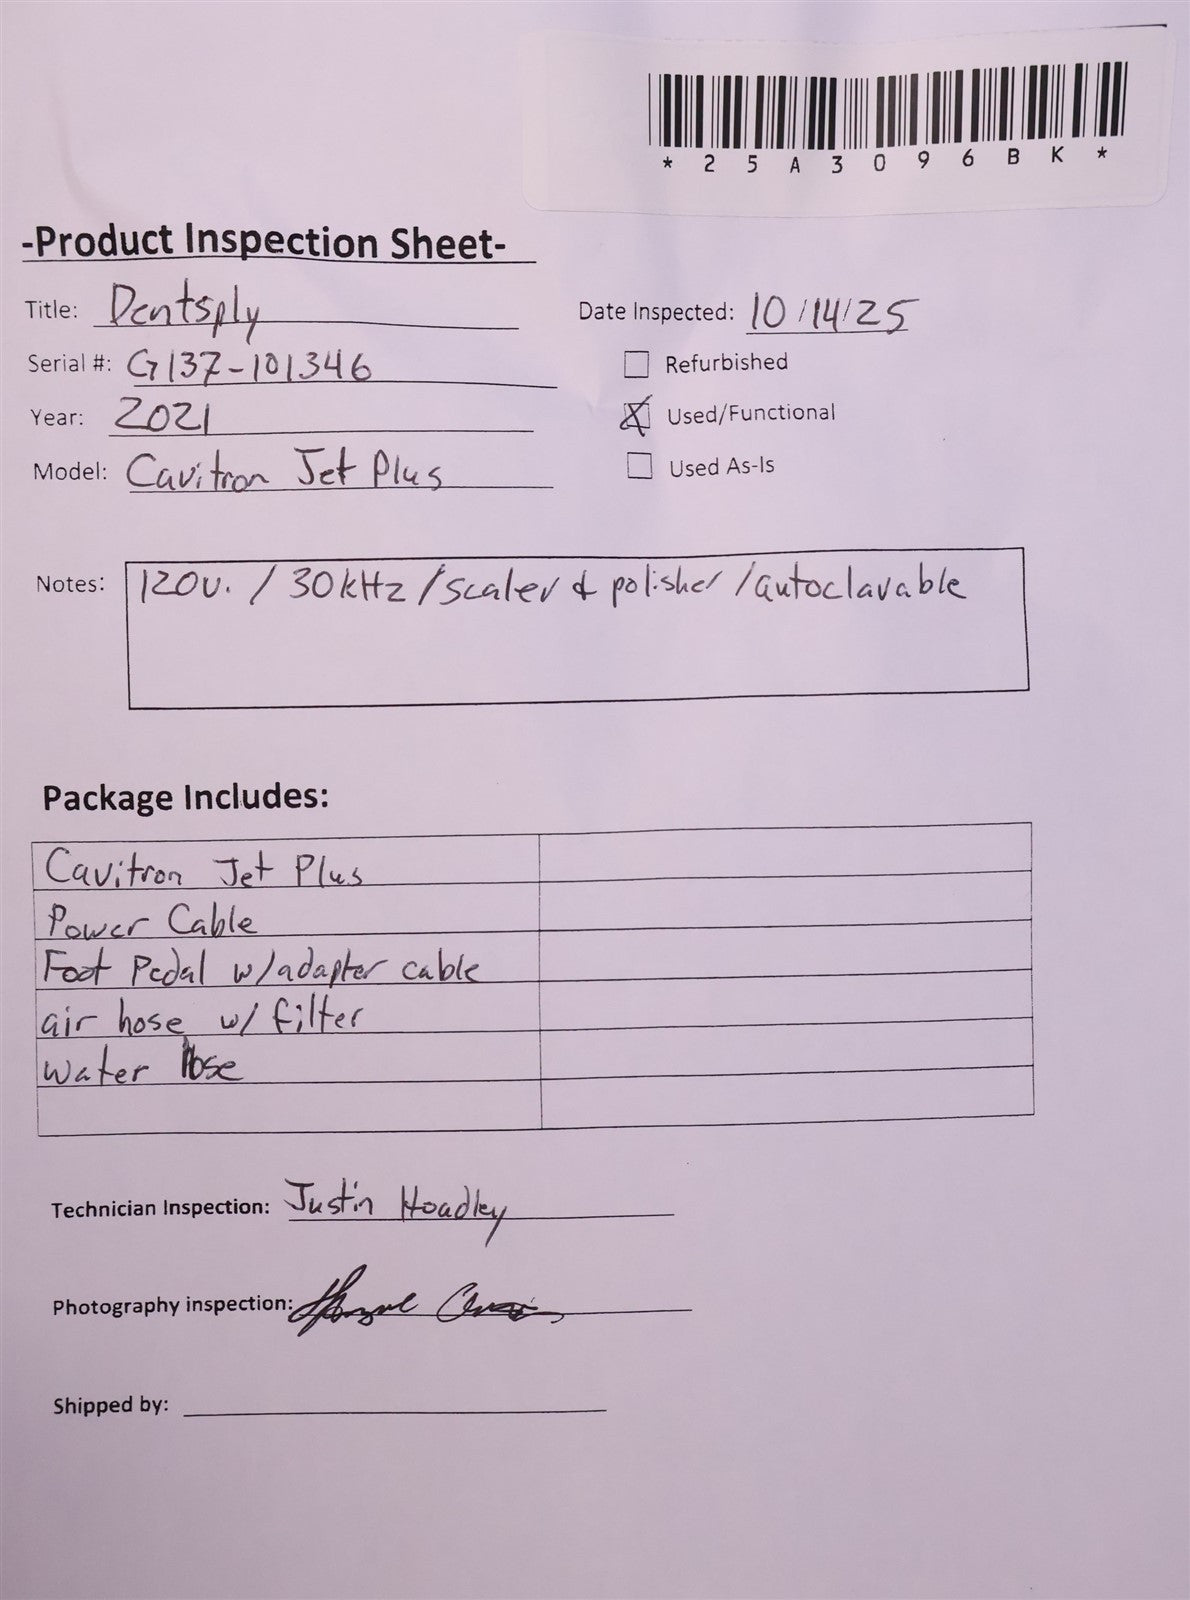 *25A3096BK*
-Product Inspection Sheet-
Title: Dentsply Date Inspected: 10/14/25
Serial #: G137-101346 Refurbished
Year: 2021 Used/Functional
Model: Cavitron Jet Plus Used As-Is
Notes: 120v. / 30kHz / scaler & polisher / autoclavable
Package Includes:
Cavitron Jet Plus
Power Cable
Foot Pedal w/adapter cable
air hose w/ filter
Water Hose
Technician Inspection: Justin Hoadley
Photography inspection:
Shipped by: